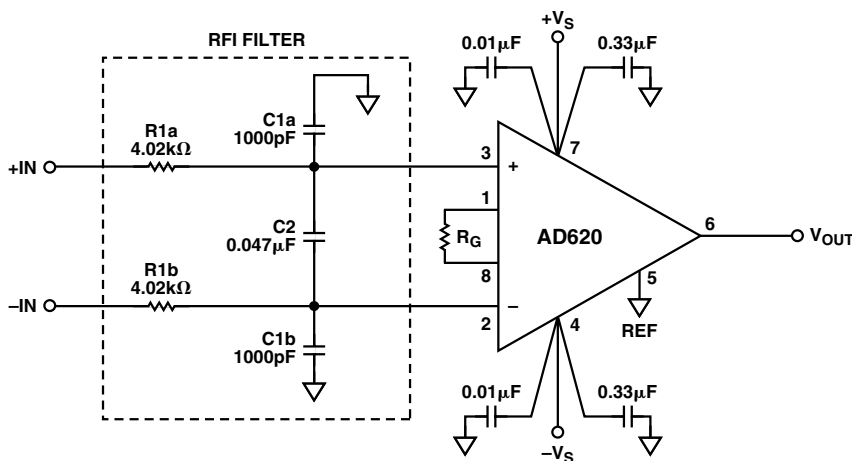 +V_S
0.01μF
0.33μF
RFI FILTER
C1a
1000pF
R1a
4.02kΩ
+IN
3
+
7
1
C2
0.047μF
R_G
AD620
6
V_OUT
8
5
R1b
4.02kΩ
–IN
–
2
4
REF
C1b
1000pF
0.01μF
0.33μF
–V_S